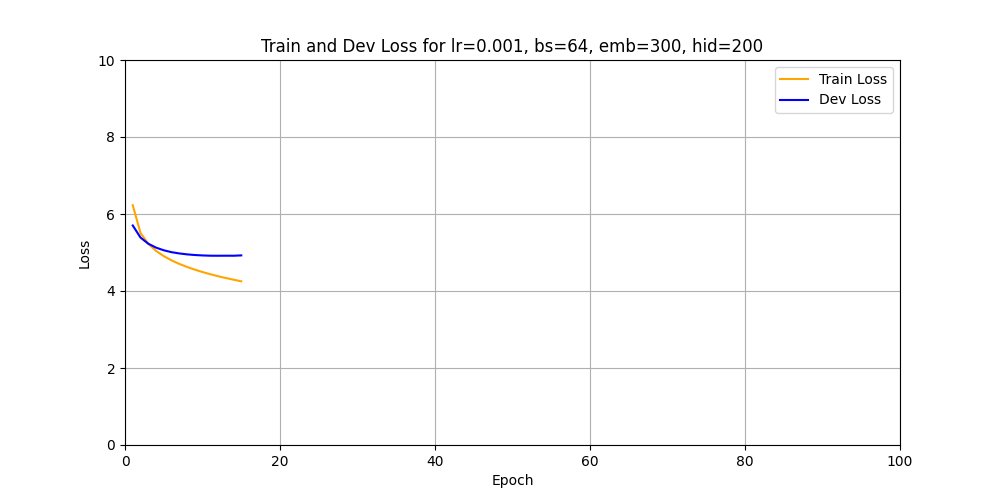 Train and Dev Loss for lr=0.001, bs=64, emb=300, hid=200
Train Loss
Dev Loss
10
8
6
4
2
0
Loss
0 20 40 60 80 100
Epoch